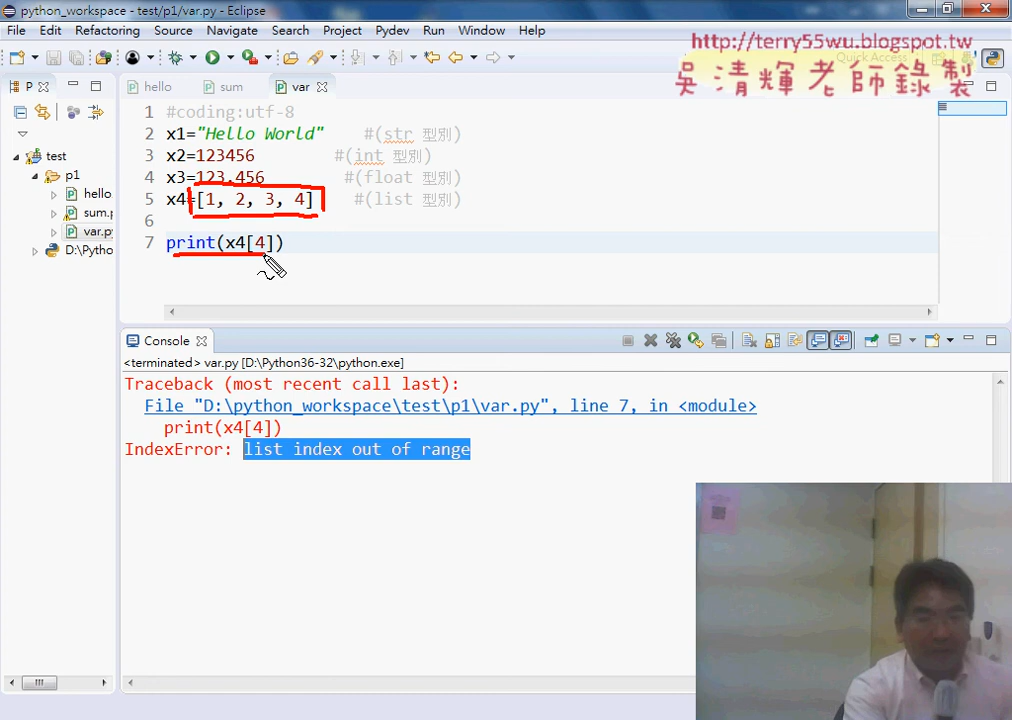 python_workspace - test/p1/var.py - Eclipse
File Edit Refactoring Source Navigate Search Project Pydev Run Window Help
http://terry55wu.blogspot.tw
Quick Access
吳清輝老師錄製
P
hello sum var
test
p1
hello.
sum.p
var.py
D:\Pytho
1 #coding:utf-8
2 x1="Hello World" #(str 型別)
3 x2=123456 #(int 型別)
4 x3=123.456 #(float 型別)
5 x4=[1, 2, 3, 4] #(list 型別)
6
7 print(x4[4])
Console
<terminated> var.py [D:\Python36-32\python.exe]
Traceback (most recent call last):
File "D:\python_workspace\test\p1\var.py", line 7, in <module>
print(x4[4])
IndexError: list index out of range